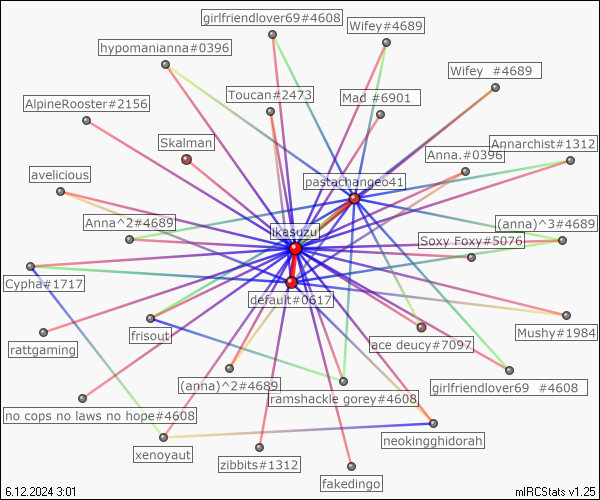 girlfriendlover69#4608
Wifey#4689
hypomanianna#0396
Wifey #4689
Toucan#2473
Mad #6901
AlpineRooster#2156
Skalman
Annarchist#1312
Anna.#0396
avelicious
pastachangeo41
Anna^2#4689
(anna)^3#4689
ikasuzu
Soxy Foxy#5076
Cypha#1717
default#0617
Mushy#1984
frisout
ace deucy#7097
rattgaming
(anna)^2#4689
girlfriendlover69 #4608
ramshackle gorey#4608
no cops no laws no hope#4608
neokingghidorah
xenoyaut
zibbits#1312
fakedingo
6.12.2024 3:01
mIRCStats v1.25